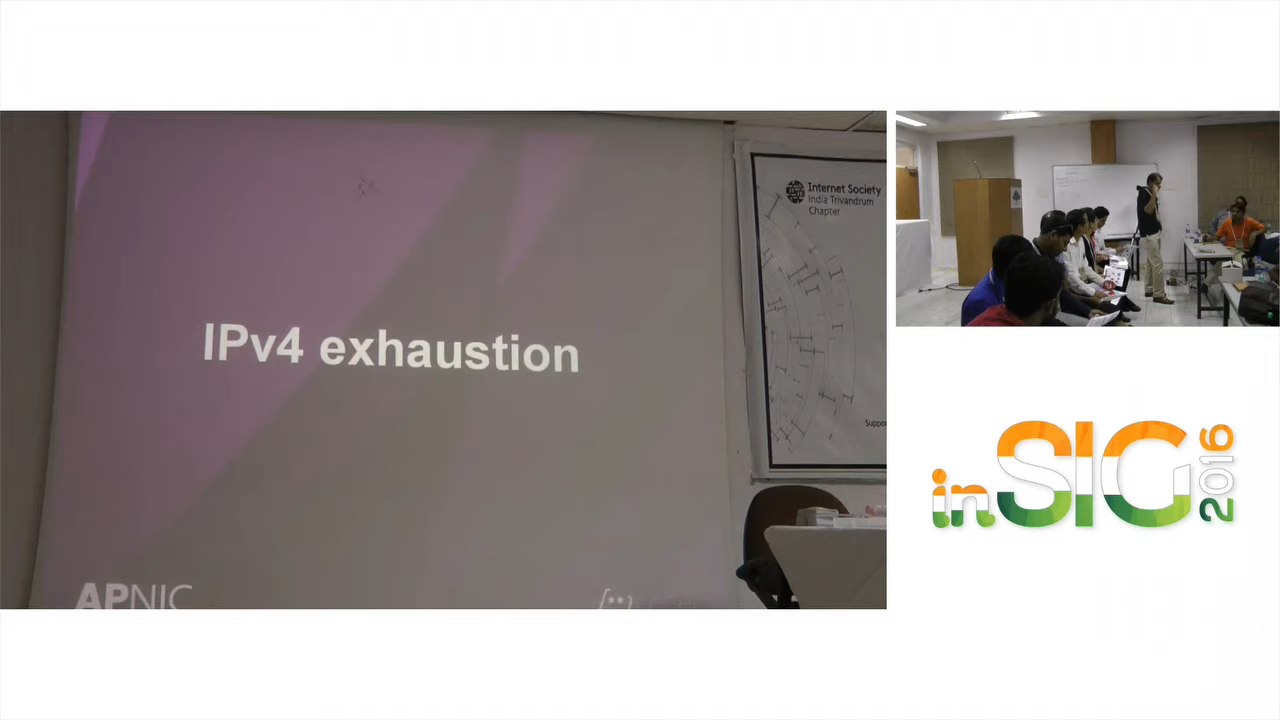 IPv4 exhaustion
APNIC
Internet Society
India Trivandrum
Chapter
inSIG 2016